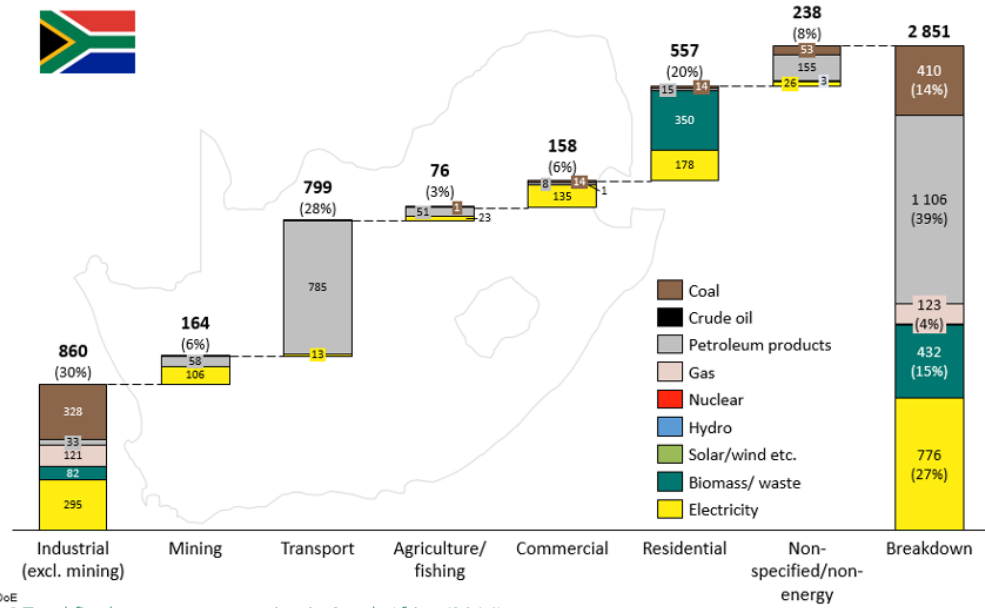 238
(8%)
53
155
26
3
2 851
410
(14%)
1 106
(39%)
123
(4%)
432
(15%)
776
(27%)
557
(20%)
15
14
350
178
158
(6%)
8
14
1
135
76
(3%)
51
1
23
799
(28%)
785
13
164
(6%)
58
106
860
(30%)
328
33
121
82
295
Coal
Crude oil
Petroleum products
Gas
Nuclear
Hydro
Solar/wind etc.
Biomass/ waste
Electricity
Industrial
(excl. mining)
Mining
Transport
Agriculture/
fishing
Commercial
Residential
Non-
specified/non-
energy
Breakdown
DoE